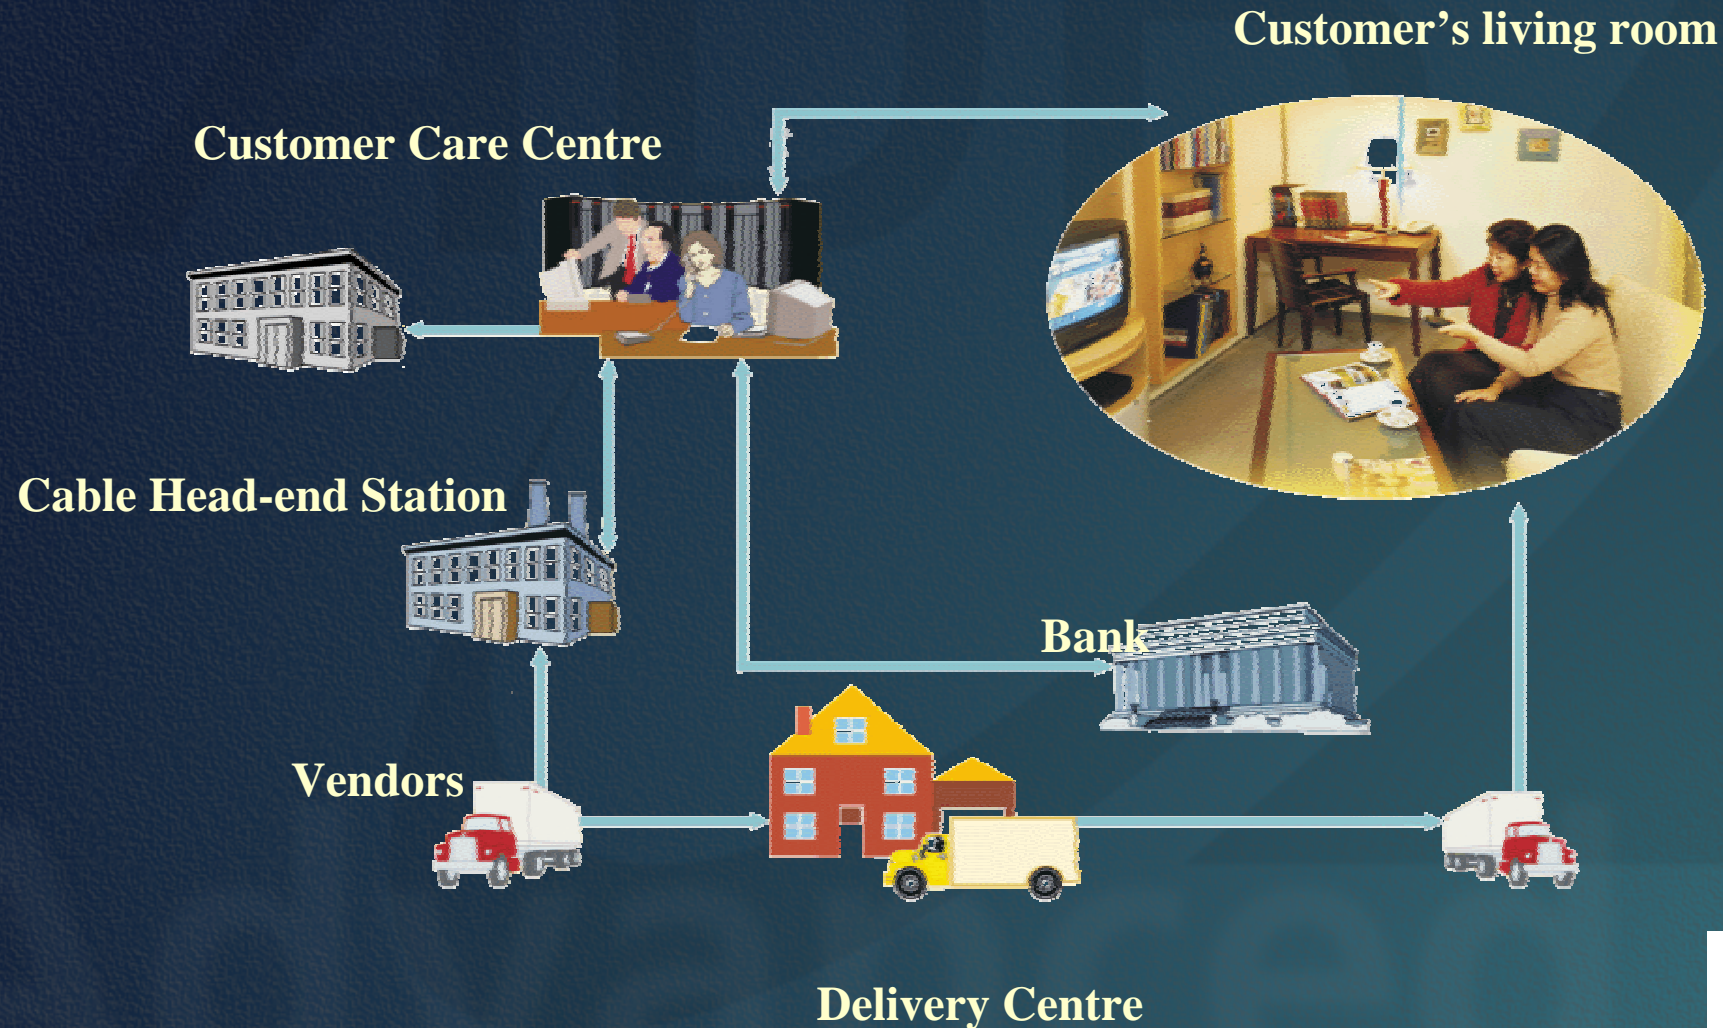 Customer’s living room
Customer Care Centre
Cable Head-end Station
Bank
Vendors
Delivery Centre